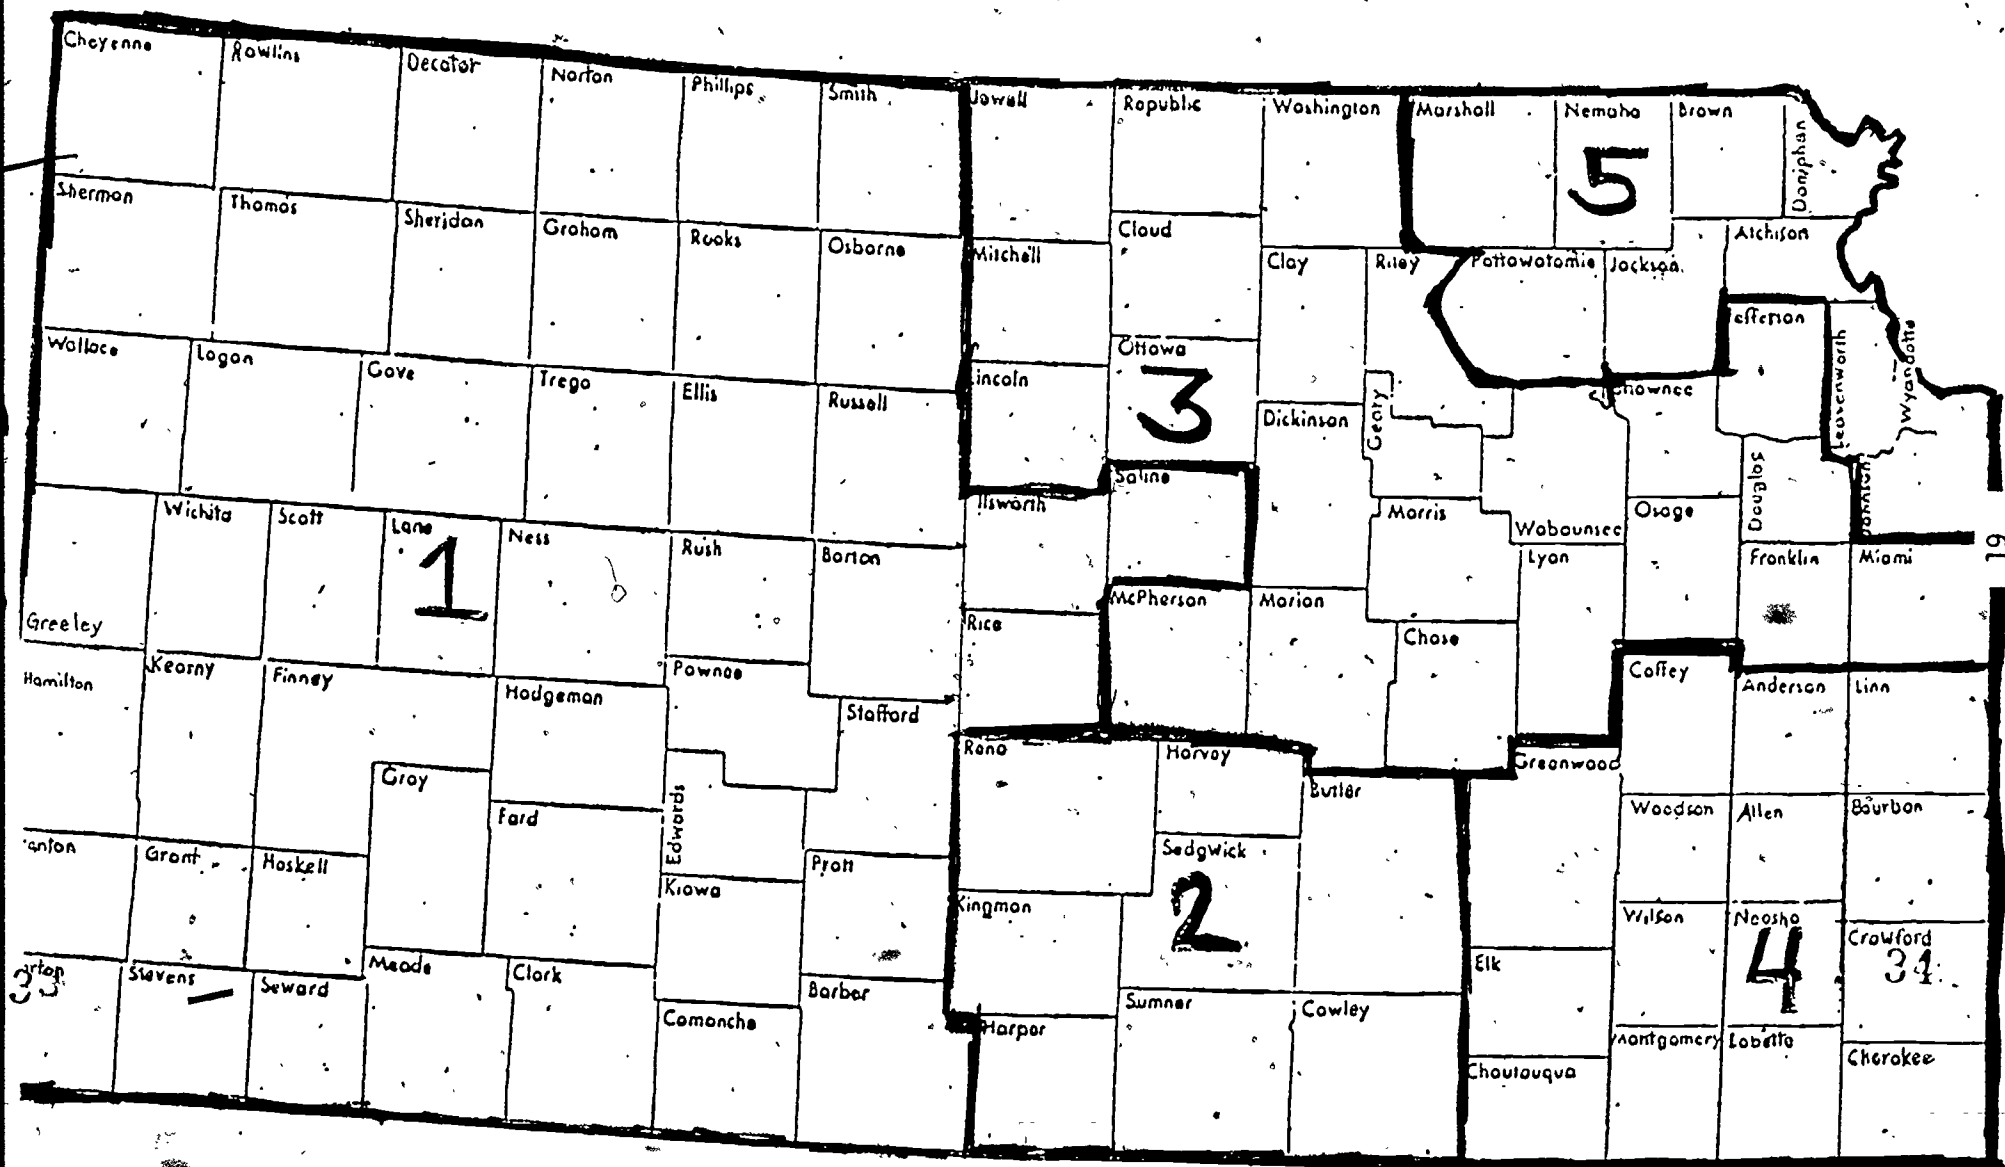 Cheyenne Rawlins Decatur Norton Phillips Smith Jewell Republic Washington Marshall Nemaha Brown
Doniphan
5
Sherman Thomas Sheridan Graham Rooks Osborne Mitchell Cloud Clay Riley Pottawatomie Jackson Atchison
Wallace Logan Gove Trego Ellis Russell Lincoln Ottawa Jefferson
Leavenworth
Wyandotte
3
Dickinson
Geary
Shawnee
Wichita Scott Lane Ness Rush Barton Ellsworth Saline Morris Wabaunsee Osage
Douglas
Johnson
1
Lyon Franklin Miami
19
Greeley Rice McPherson Marion Chase
Hamilton Kearny Finney Hodgeman Pawnee Stafford Coffey Anderson Linn
Reno Harvey Greenwood
Gray Ford
Edwards
Butler Woodson Allen Bourbon
anton Grant Haskell Kiowa Pratt Sedgwick
Kingman
2
Wilson Neosho Crawford
4
31
Elk
rton Stevens Seward Meade Clark Comanche Barber Harper Sumner Cowley
33
Montgomery Labette Cherokee
Chautauqua